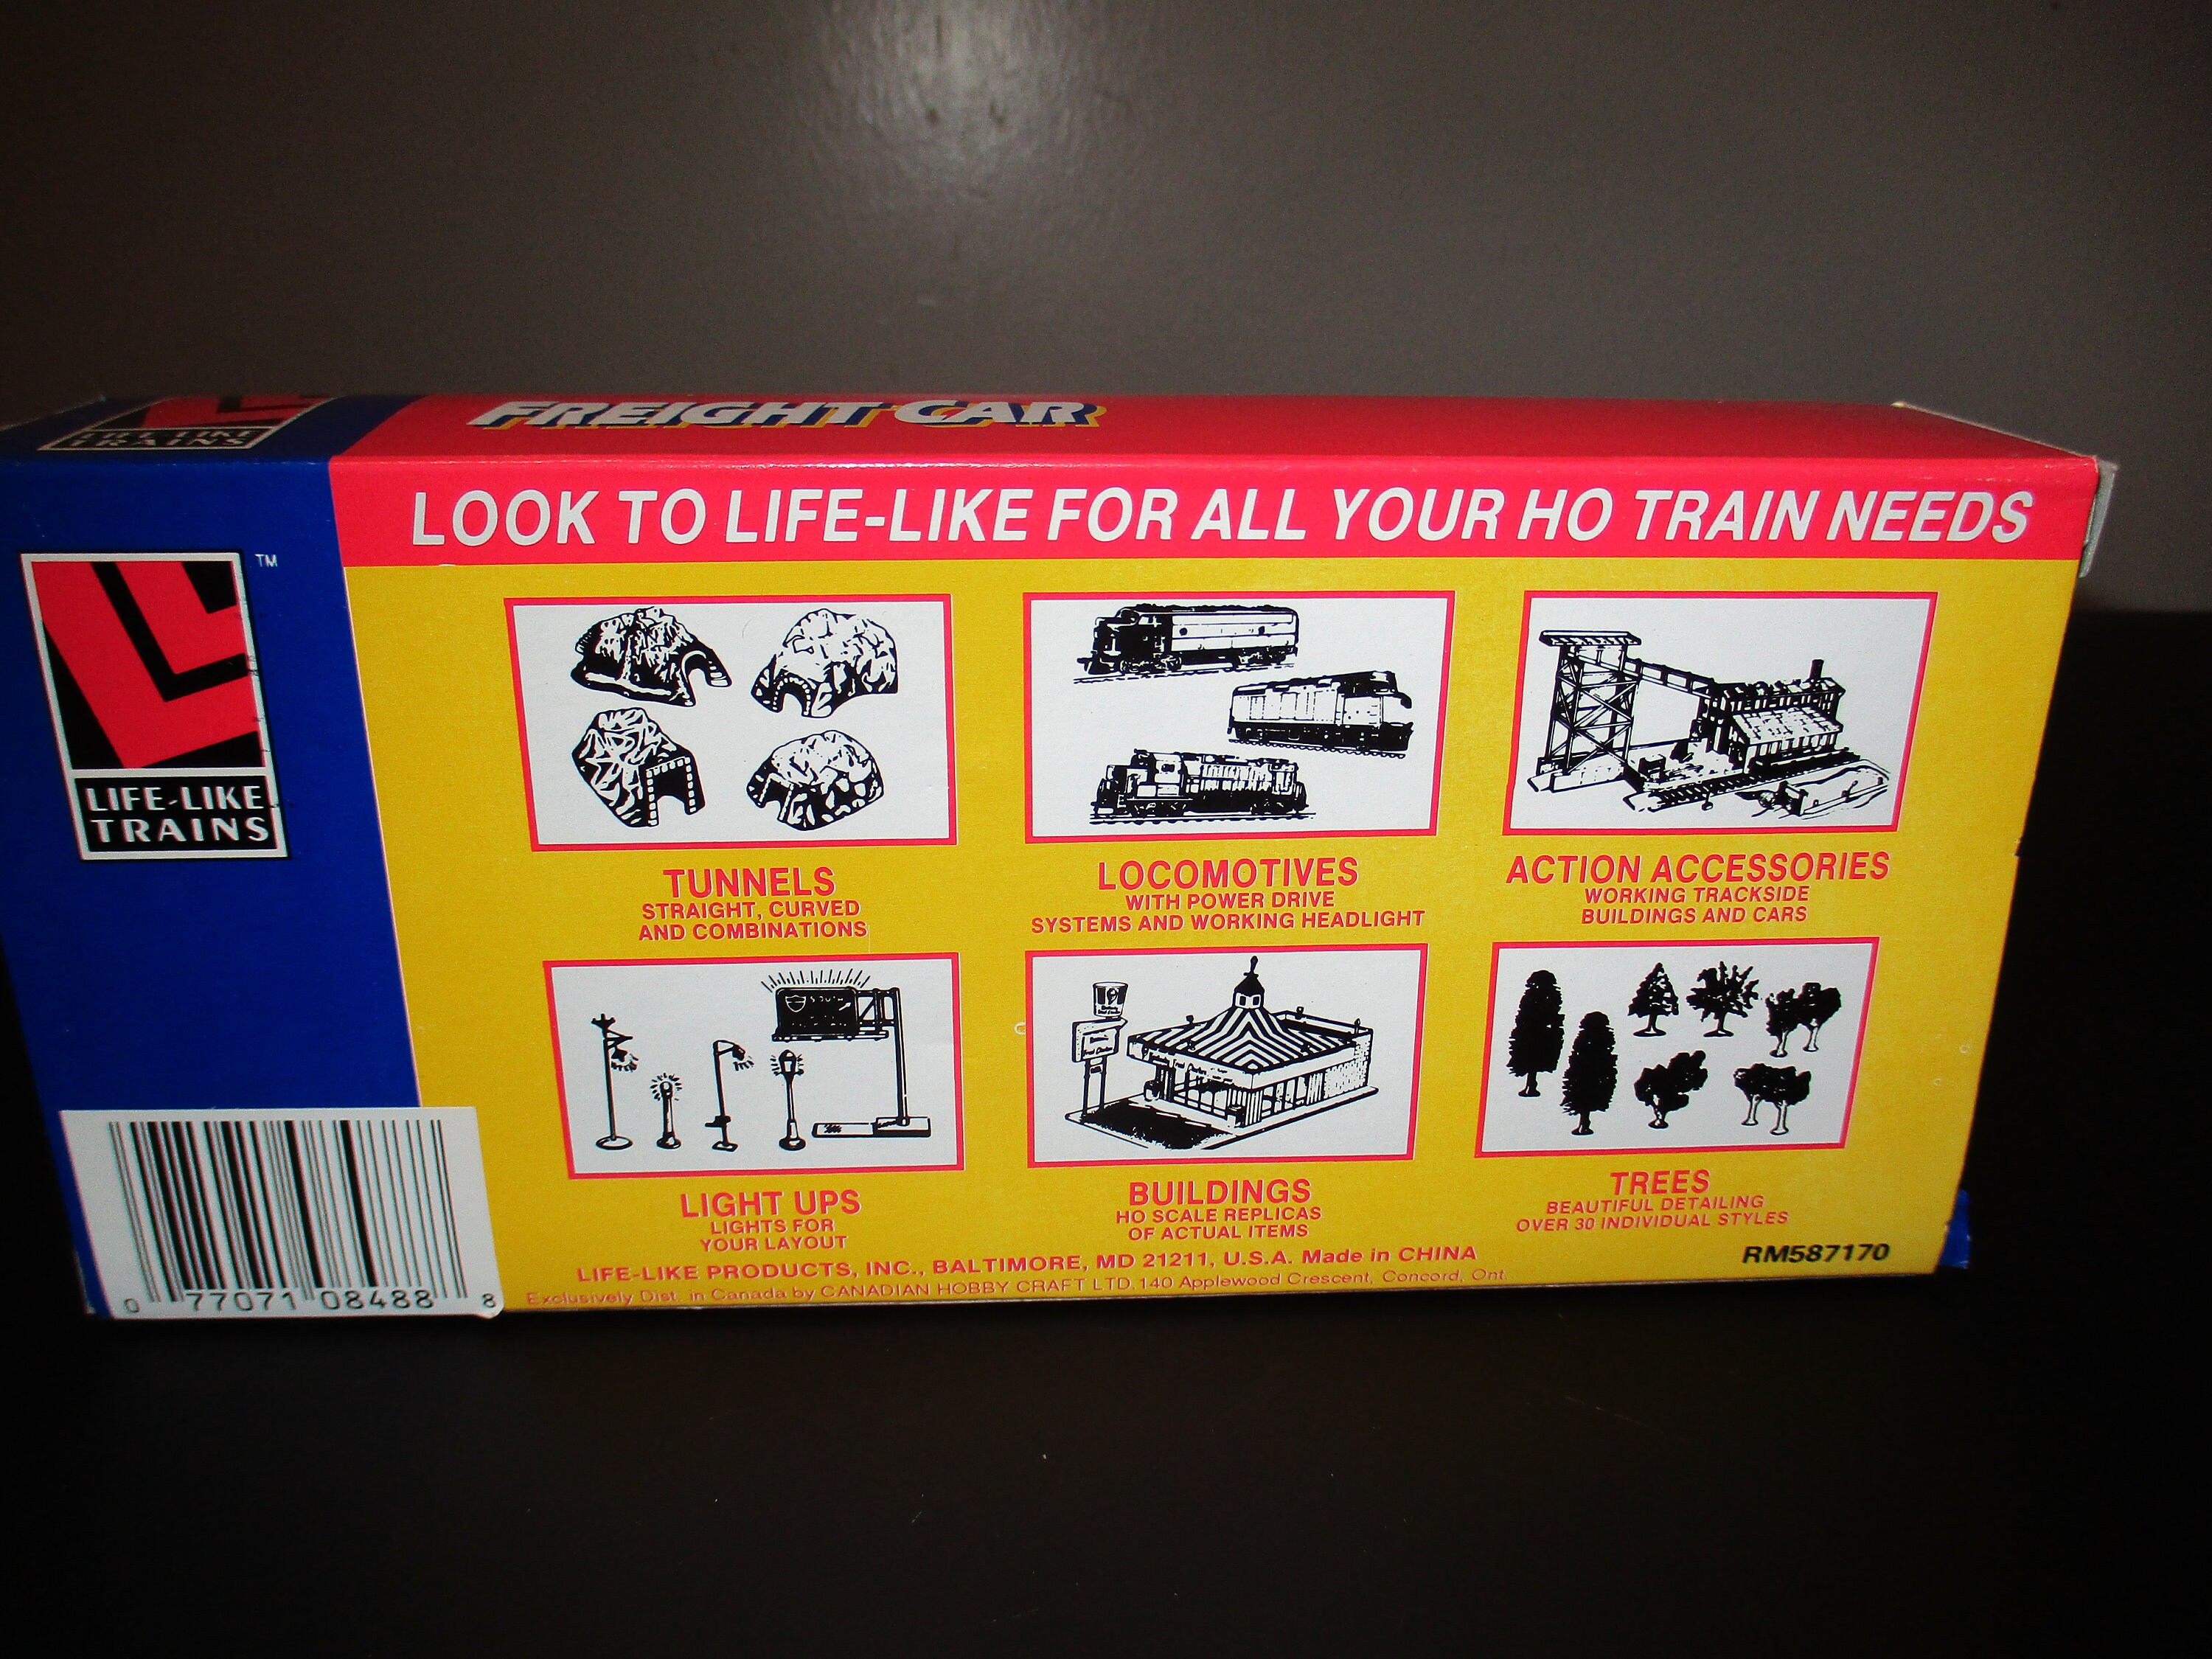 LIFE-LIKE
TRAINS
FREIGHT CAR
LOOK TO LIFE-LIKE FOR ALL YOUR HO TRAIN NEEDS
TM
LIFE-LIKE
TRAINS
TUNNELS
STRAIGHT, CURVED
AND COMBINATIONS
LOCOMOTIVES
WITH POWER DRIVE
SYSTEMS AND WORKING HEADLIGHT
ACTION ACCESSORIES
WORKING TRACKSIDE
BUILDINGS AND CARS
LIGHT UPS
LIGHTS FOR
YOUR LAYOUT
BUILDINGS
HO SCALE REPLICAS
OF ACTUAL ITEMS
TREES
BEAUTIFUL DETAILING
OVER 30 INDIVIDUAL STYLES
LIFE-LIKE PRODUCTS, INC., BALTIMORE, MD 21211, U.S.A. Made in CHINA
RM587170
Exclusively Dist. in Canada by CANADIAN HOBBY CRAFT LTD. 140 Applewood Crescent, Concord, Ont.
0 77071 08488 8